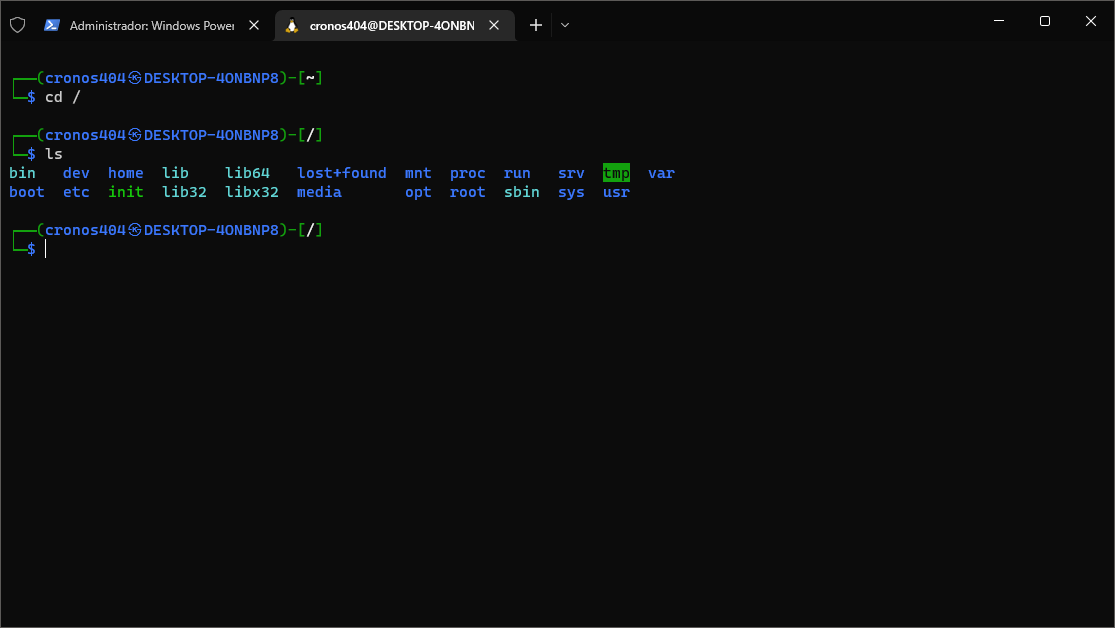 Administrador: Windows Power
cronos404@DESKTOP-4ONBN
┌──(cronos404㉿DESKTOP-4ONBNP8)-[~]
└─$ cd /
┌──(cronos404㉿DESKTOP-4ONBNP8)-[/]
└─$ ls
bin dev home lib lib64 lost+found mnt proc run srv tmp var
boot etc init lib32 libx32 media opt root sbin sys usr
┌──(cronos404㉿DESKTOP-4ONBNP8)-[/]
└─$